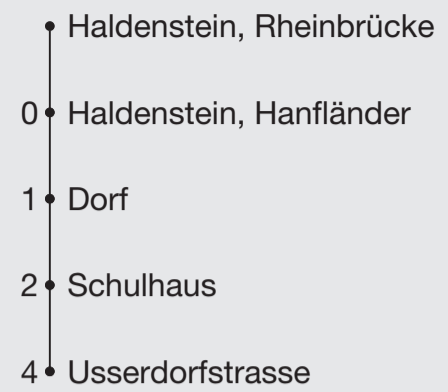 Haldenstein, Rheinbrücke
0 Haldenstein, Hanfländer
1 Dorf
2 Schulhaus
4 Usserdorfstrasse